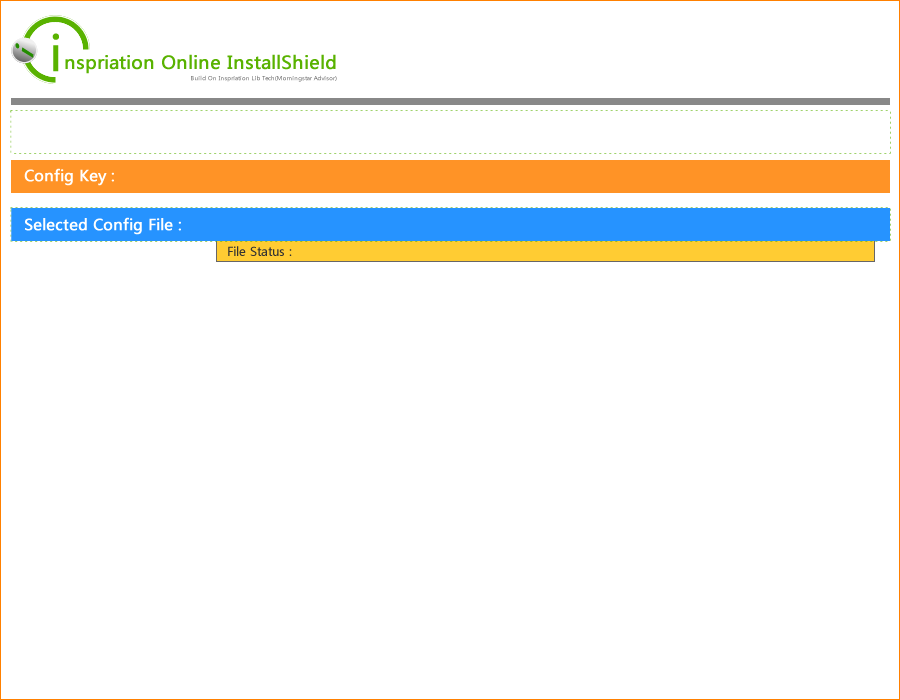 inspriation Online InstallShield
Build On Inspriation Lib Tech(Morningstar Advisor)
Config Key :
Selected Config File :
File Status :